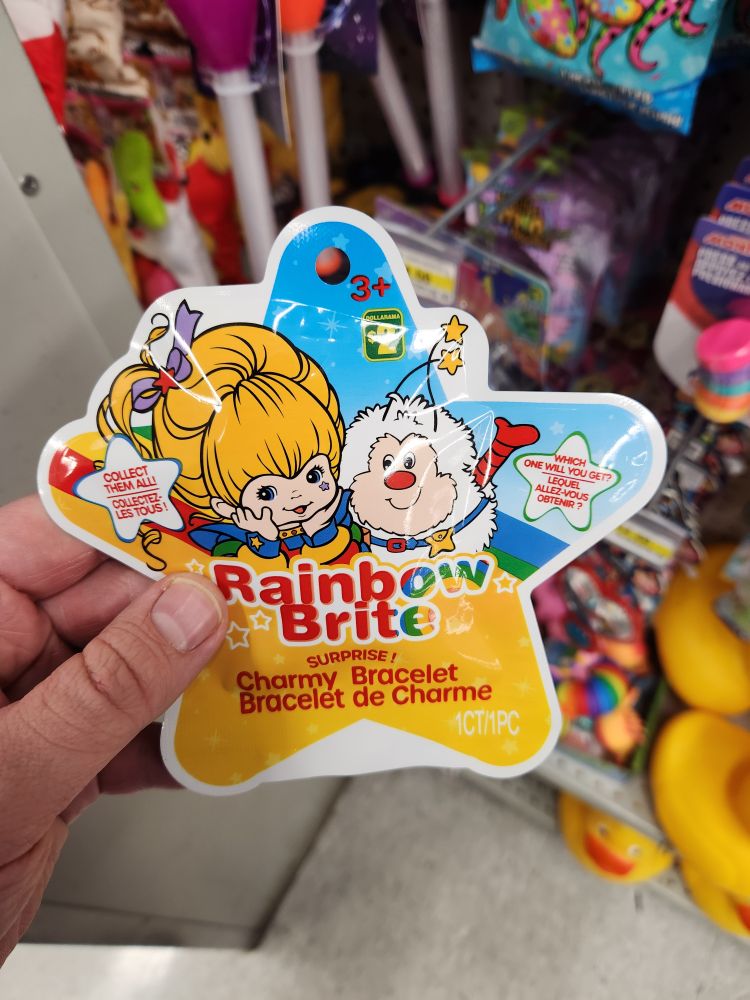 3+
DOLLARAMA
$2
COLLECT
THEM ALL!
COLLECTEZ-
LES TOUS !
WHICH
ONE WILL YOU GET?
LEQUEL
ALLEZ-VOUS
OBTENIR ?
Rainbow
Brite
SURPRISE !
Charmy Bracelet
Bracelet de Charme
1CT/1PC